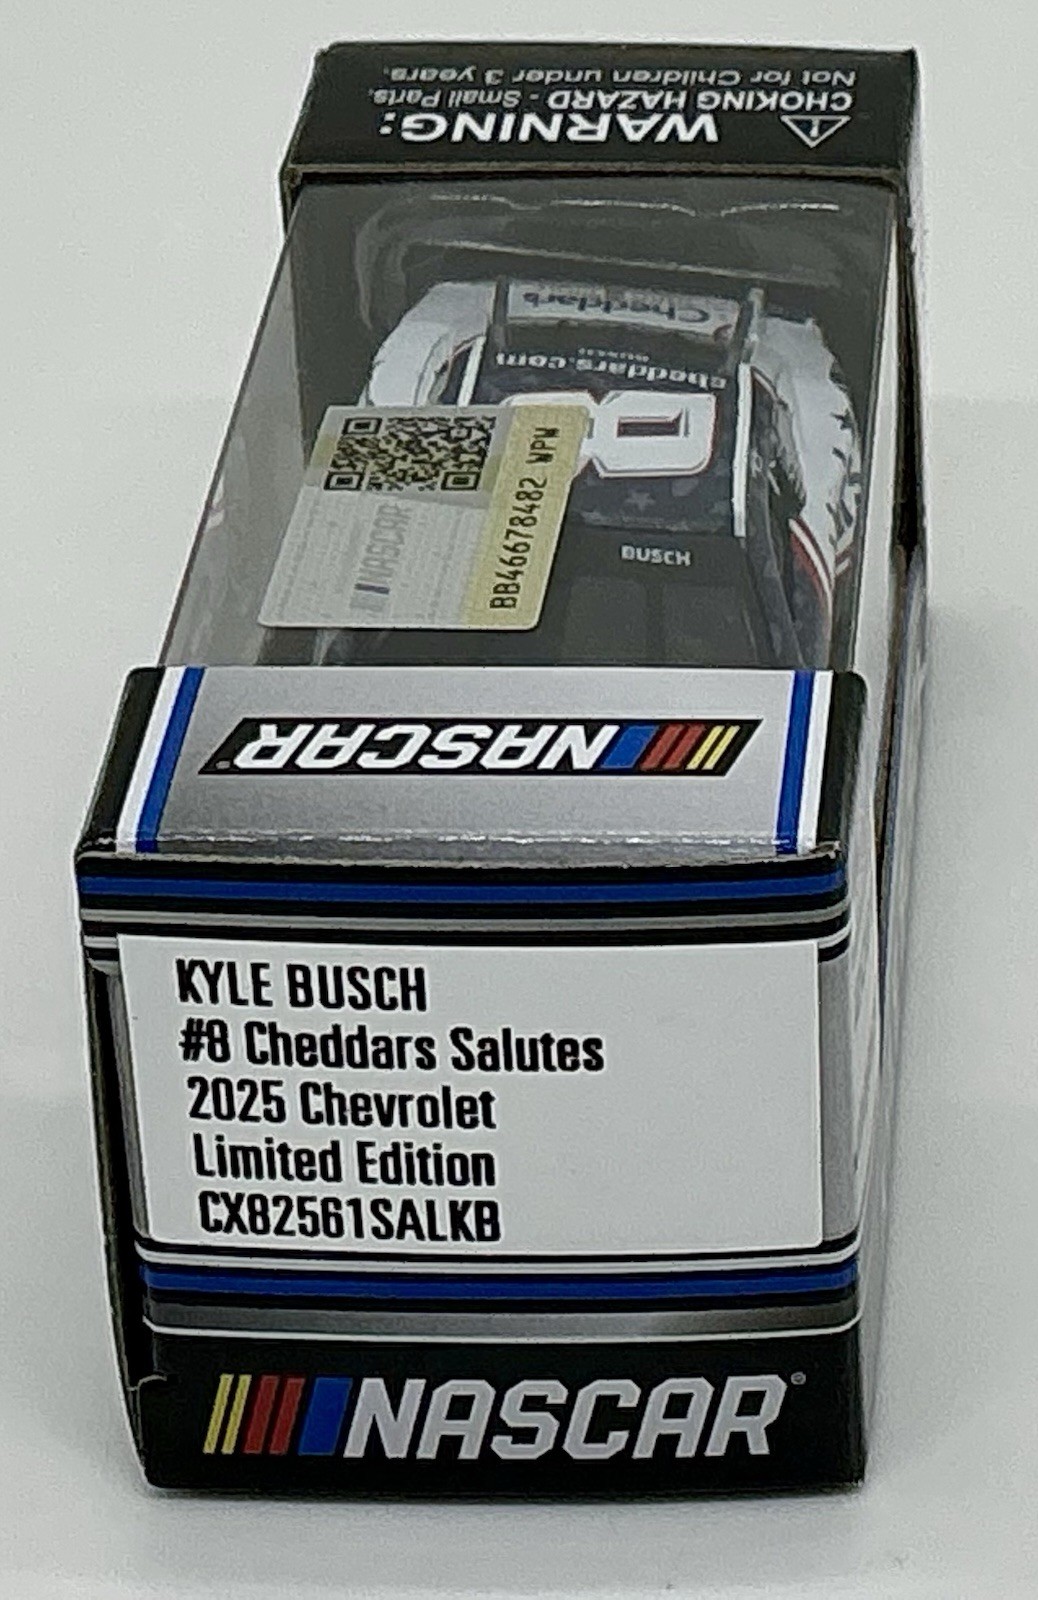 WARNING:
CHOKING HAZARD - Small Parts.
Not for Children under 3 years.
Cheddar's
cheddars.com
8
BUSCH
NASCAR
BB46678482 WPW
NASCAR
KYLE BUSCH
#8 Cheddars Salutes
2025 Chevrolet
Limited Edition
CX82561SALKB
NASCAR®